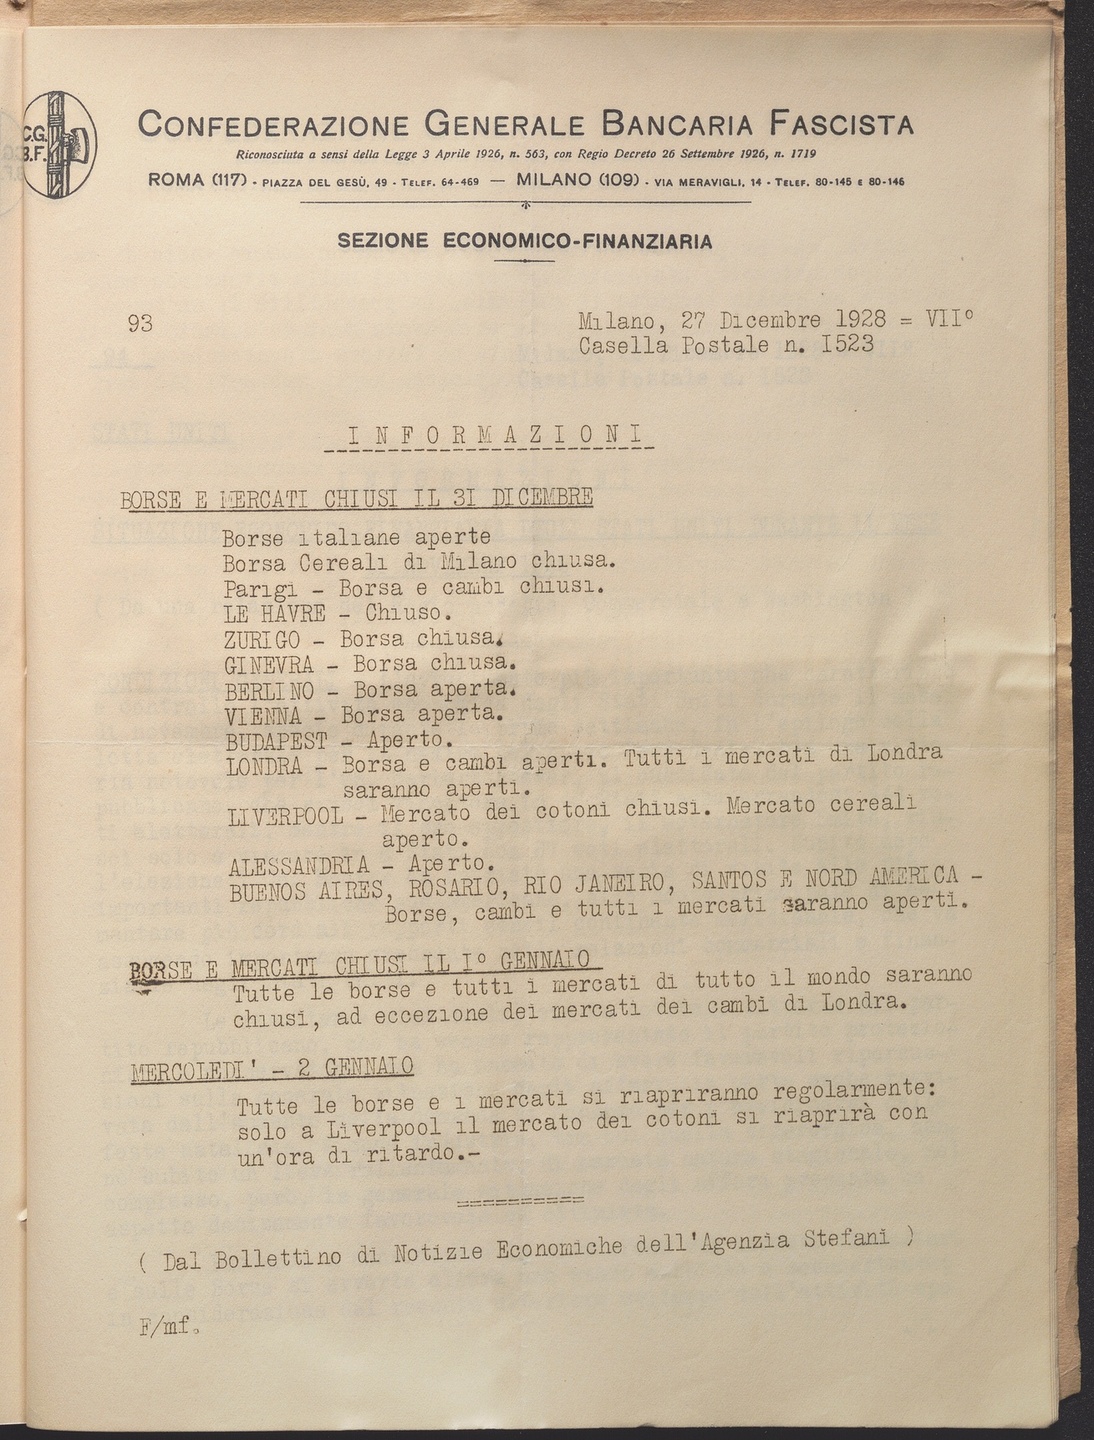 C.G.
B.F.
CONFEDERAZIONE GENERALE BANCARIA FASCISTA
Riconosciuta a sensi della Legge 3 Aprile 1926, n. 563, con Regio Decreto 26 Settembre 1926, n. 1719
ROMA (117) - PIAZZA DEL GESÙ, 49 - TELEF. 64-469 — MILANO (109) - VIA MERAVIGLI, 14 - TELEF. 80-145 E 80-146
SEZIONE ECONOMICO-FINANZIARIA
93
Milano, 27 Dicembre 1928 = VII°
Casella Postale n. I523
I N F O R M A Z I O N I
BORSE E MERCATI CHIUSI IL 31 DICEMBRE
Borse italiane aperte
Borsa Cereali di Milano chiusa.
Parigi - Borsa e cambi chiusi.
LE HAVRE - Chiuso.
ZURIGO - Borsa chiusa.
GINEVRA - Borsa chiusa.
BERLINO - Borsa aperta.
VIENNA - Borsa aperta.
BUDAPEST - Aperto.
LONDRA - Borsa e cambi aperti. Tutti i mercati di Londra
saranno aperti.
LIVERPOOL - Mercato dei cotoni chiusi. Mercato cereali
aperto.
ALESSANDRIA - Aperto.
BUENOS AIRES, ROSARIO, RIO JANEIRO, SANTOS E NORD AMERICA -
Borse, cambi e tutti i mercati saranno aperti.
BORSE E MERCATI CHIUSI IL I° GENNAIO
Tutte le borse e tutti i mercati di tutto il mondo saranno
chiusi, ad eccezione dei mercati dei cambi di Londra.
MERCOLEDI' - 2 GENNAIO
Tutte le borse e i mercati si riapriranno regolarmente:
solo a Liverpool il mercato dei cotoni si riaprirà con
un'ora di ritardo.-
==========
( Dal Bollettino di Notizie Economiche dell'Agenzia Stefani )
F/mf.